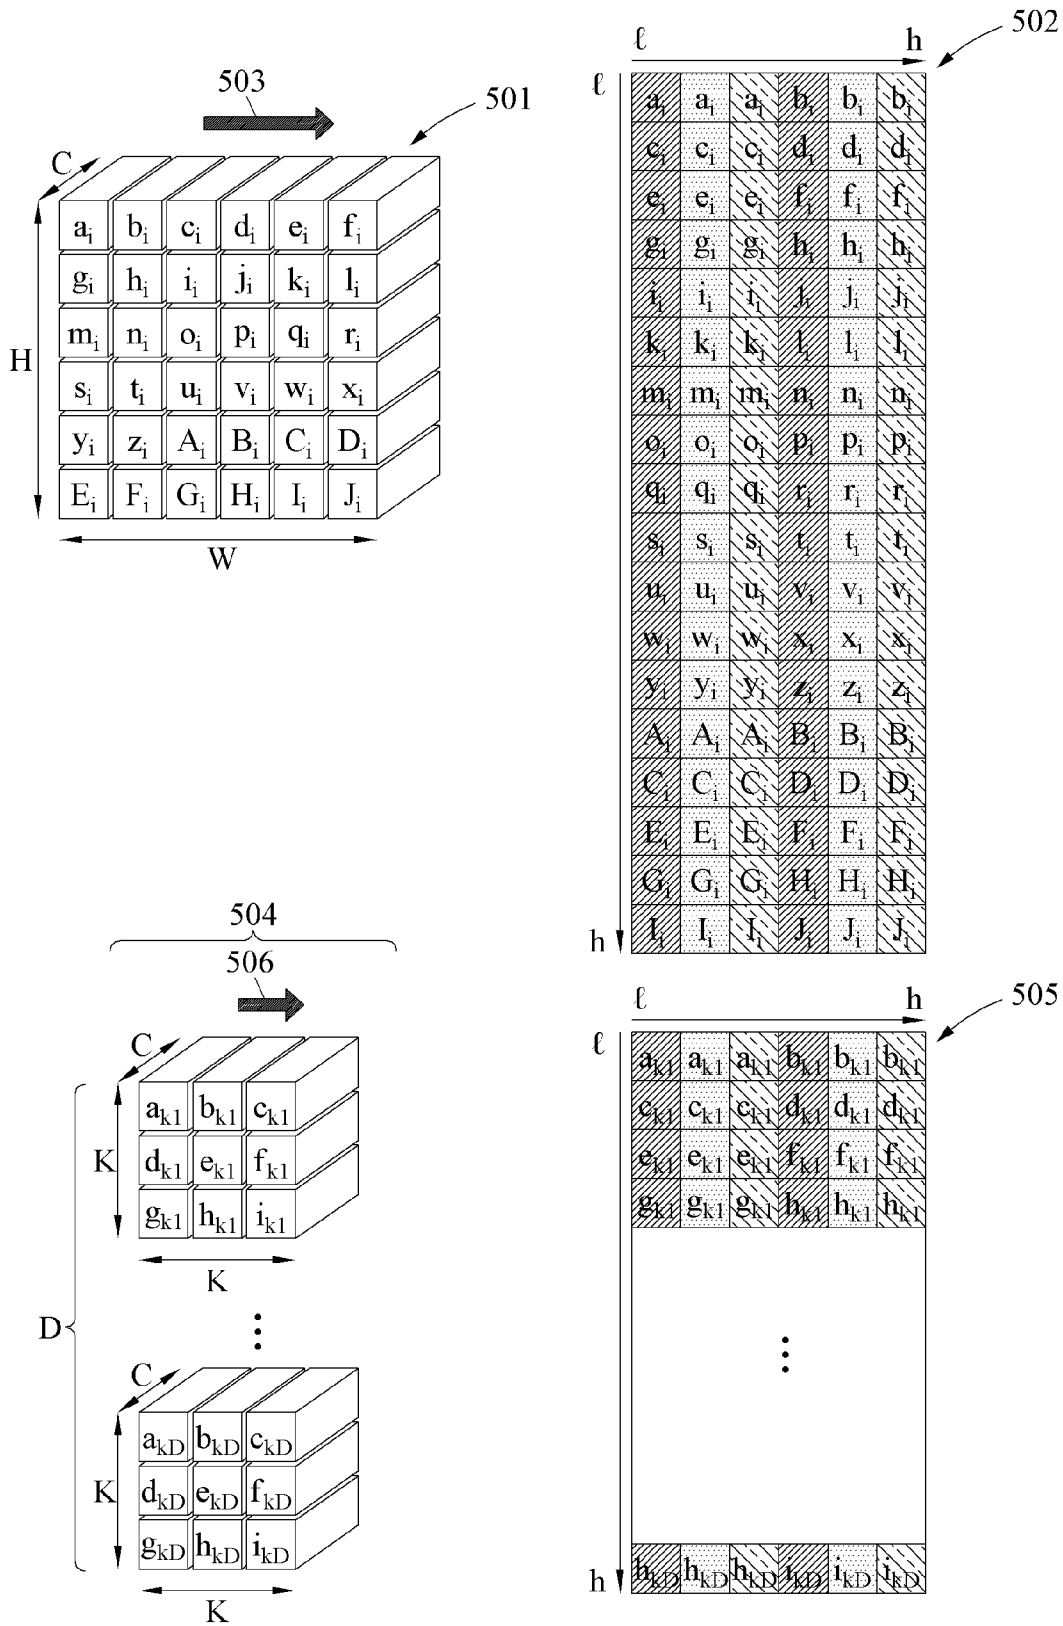 503
501
C
a_i b_i c_i d_i e_i f_i
g_i h_i i_i j_i k_i l_i
m_i n_i o_i p_i q_i r_i
s_i t_i u_i v_i w_i x_i
y_i z_i A_i B_i C_i D_i
E_i F_i G_i H_i I_i J_i
H
W
502
ℓ h
ℓ
a_i a_i a_i b_i b_i b_i
c_i c_i c_i d_i d_i d_i
e_i e_i e_i f_i f_i f_i
g_i g_i g_i h_i h_i h_i
i_i i_i i_i j_i j_i j_i
k_i k_i k_i l_i l_i l_i
m_i m_i m_i n_i n_i n_i
o_i o_i o_i p_i p_i p_i
q_i q_i q_i r_i r_i r_i
s_i s_i s_i t_i t_i t_i
u_i u_i u_i v_i v_i v_i
w_i w_i w_i x_i x_i x_i
y_i y_i y_i z_i z_i z_i
A_i A_i A_i B_i B_i B_i
C_i C_i C_i D_i D_i D_i
E_i E_i E_i F_i F_i F_i
G_i G_i G_i H_i H_i H_i
I_i I_i I_i J_i J_i J_i
h
504
506
C
a_k1 b_k1 c_k1
d_k1 e_k1 f_k1
g_k1 h_k1 i_k1
K
K
D
C
a_kD b_kD c_kD
d_kD e_kD f_kD
g_kD h_kD i_kD
K
K
505
ℓ h
ℓ
a_k1 a_k1 a_k1 b_k1 b_k1 b_k1
c_k1 c_k1 c_k1 d_k1 d_k1 d_k1
e_k1 e_k1 e_k1 f_k1 f_k1 f_k1
g_k1 g_k1 g_k1 h_k1 h_k1 h_k1
h_kD h_kD h_kD i_kD i_kD i_kD
h